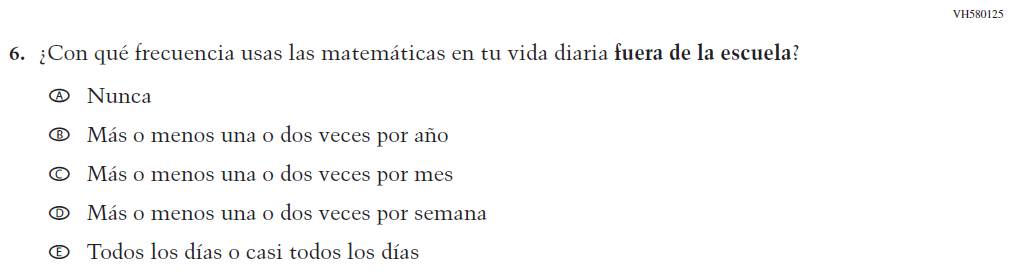 VH580125
6. ¿Con qué frecuencia usas las matemáticas en tu vida diaria fuera de la escuela?
A Nunca
B Más o menos una o dos veces por año
C Más o menos una o dos veces por mes
D Más o menos una o dos veces por semana
E Todos los días o casi todos los días